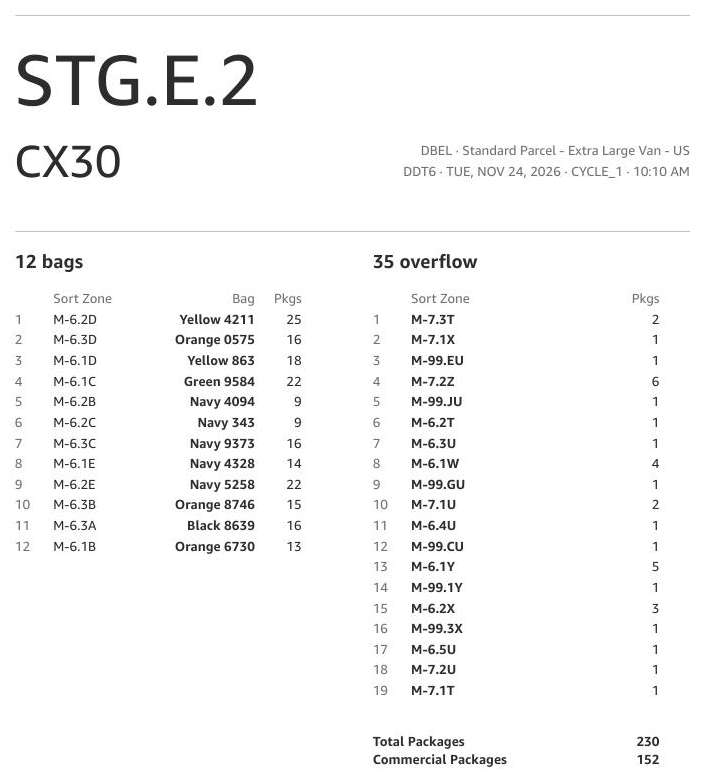 STG.E.2
CX30
DBEL · Standard Parcel - Extra Large Van - US
DDT6 · TUE, NOV 24, 2026 · CYCLE_1 · 10:10 AM
12 bags
Sort Zone Bag Pkgs
1 M-6.2D Yellow 4211 25
2 M-6.3D Orange 0575 16
3 M-6.1D Yellow 863 18
4 M-6.1C Green 9584 22
5 M-6.2B Navy 4094 9
6 M-6.2C Navy 343 9
7 M-6.3C Navy 9373 16
8 M-6.1E Navy 4328 14
9 M-6.2E Navy 5258 22
10 M-6.3B Orange 8746 15
11 M-6.3A Black 8639 16
12 M-6.1B Orange 6730 13
35 overflow
Sort Zone Pkgs
1 M-7.3T 2
2 M-7.1X 1
3 M-99.EU 1
4 M-7.2Z 6
5 M-99.JU 1
6 M-6.2T 1
7 M-6.3U 1
8 M-6.1W 4
9 M-99.GU 1
10 M-7.1U 2
11 M-6.4U 1
12 M-99.CU 1
13 M-6.1Y 5
14 M-99.1Y 1
15 M-6.2X 3
16 M-99.3X 1
17 M-6.5U 1
18 M-7.2U 1
19 M-7.1T 1
Total Packages 230
Commercial Packages 152